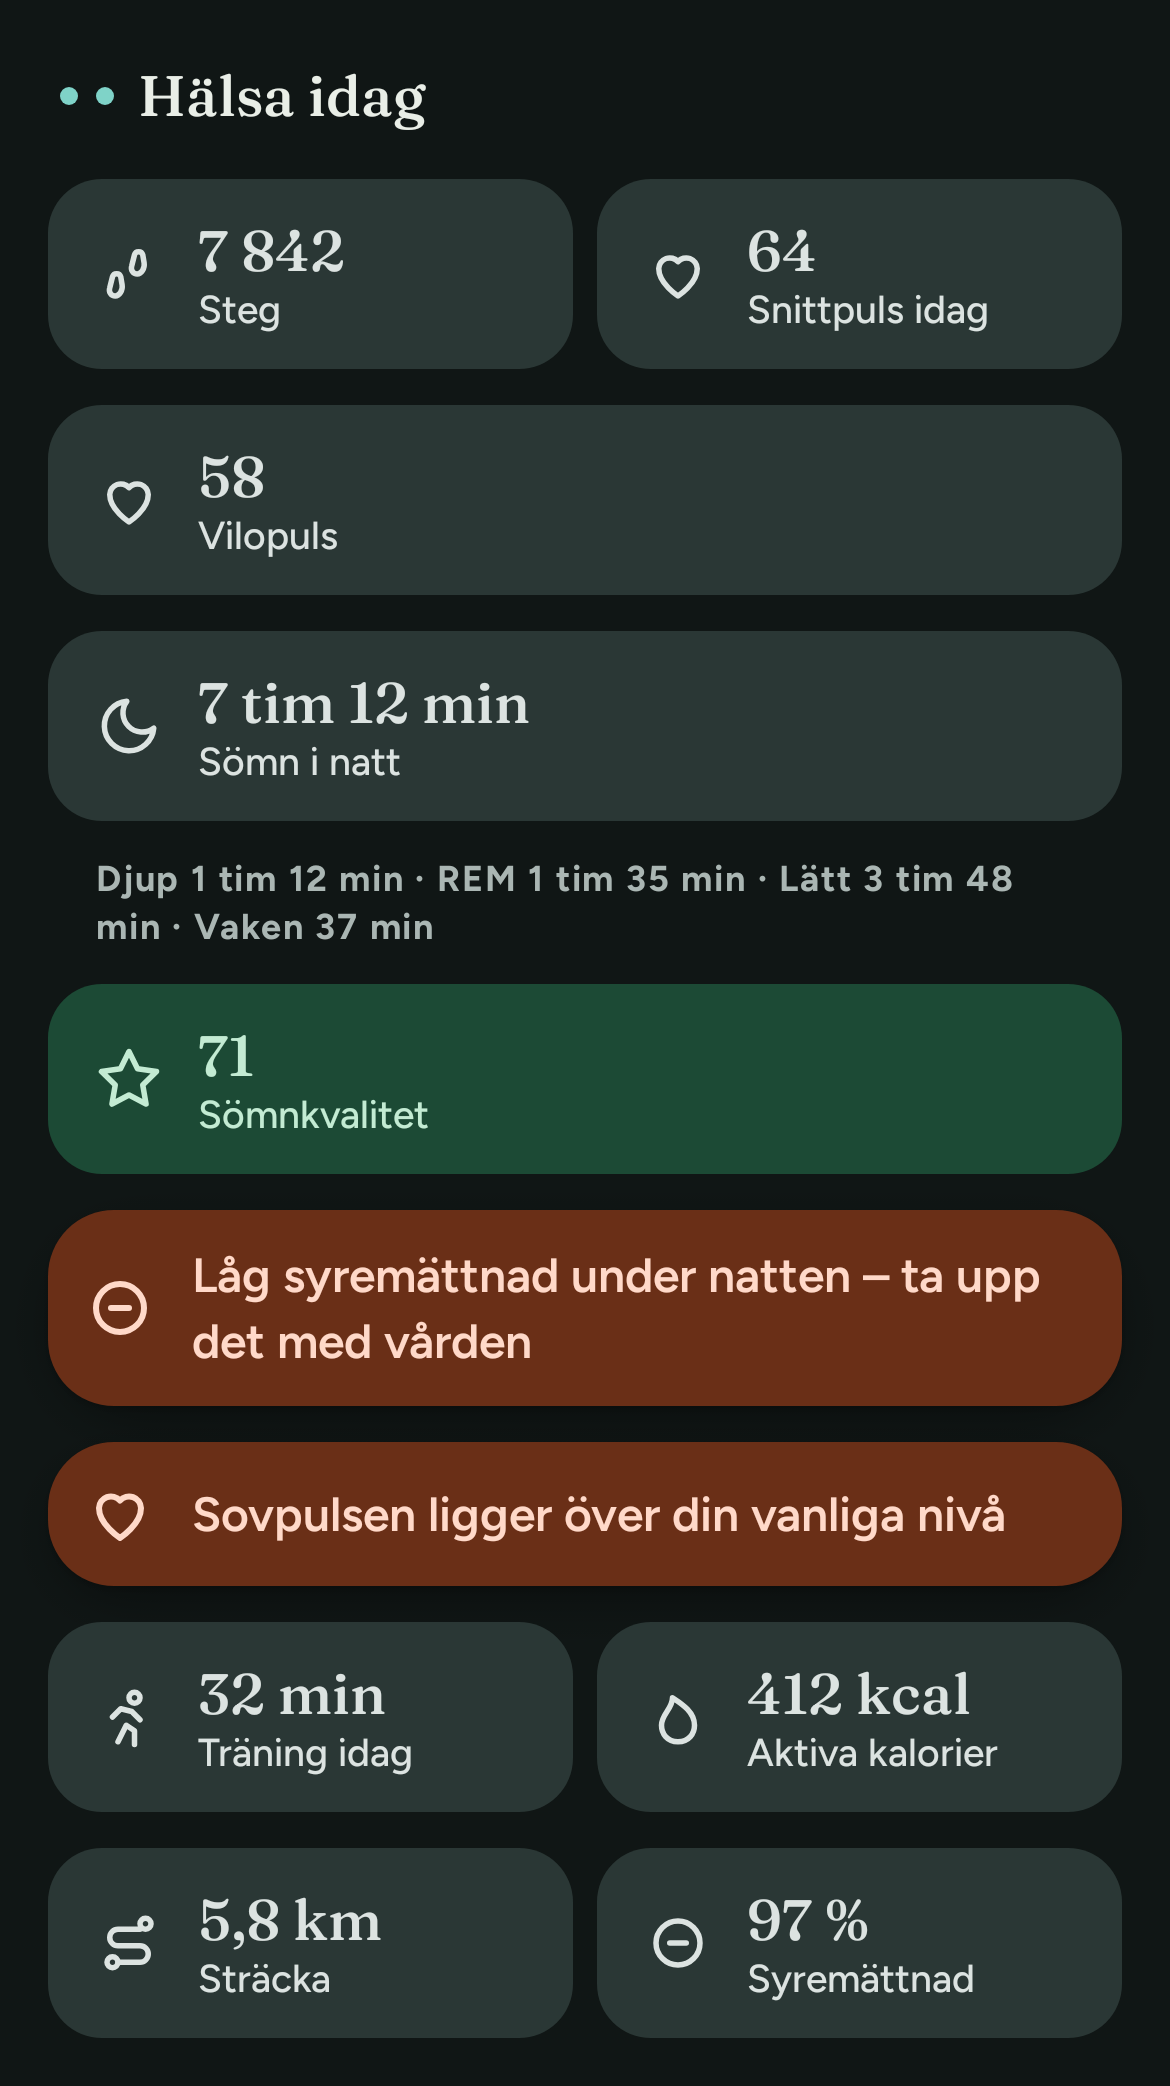 Hälsa idag
7 842
Steg
64
Snittpuls idag
58
Vilopuls
7 tim 12 min
Sömn i natt
Djup 1 tim 12 min · REM 1 tim 35 min · Lätt 3 tim 48
min · Vaken 37 min
71
Sömnkvalitet
Låg syremättnad under natten – ta upp
det med vården
Sovpulsen ligger över din vanliga nivå
32 min
Träning idag
412 kcal
Aktiva kalorier
5,8 km
Sträcka
97 %
Syremättnad